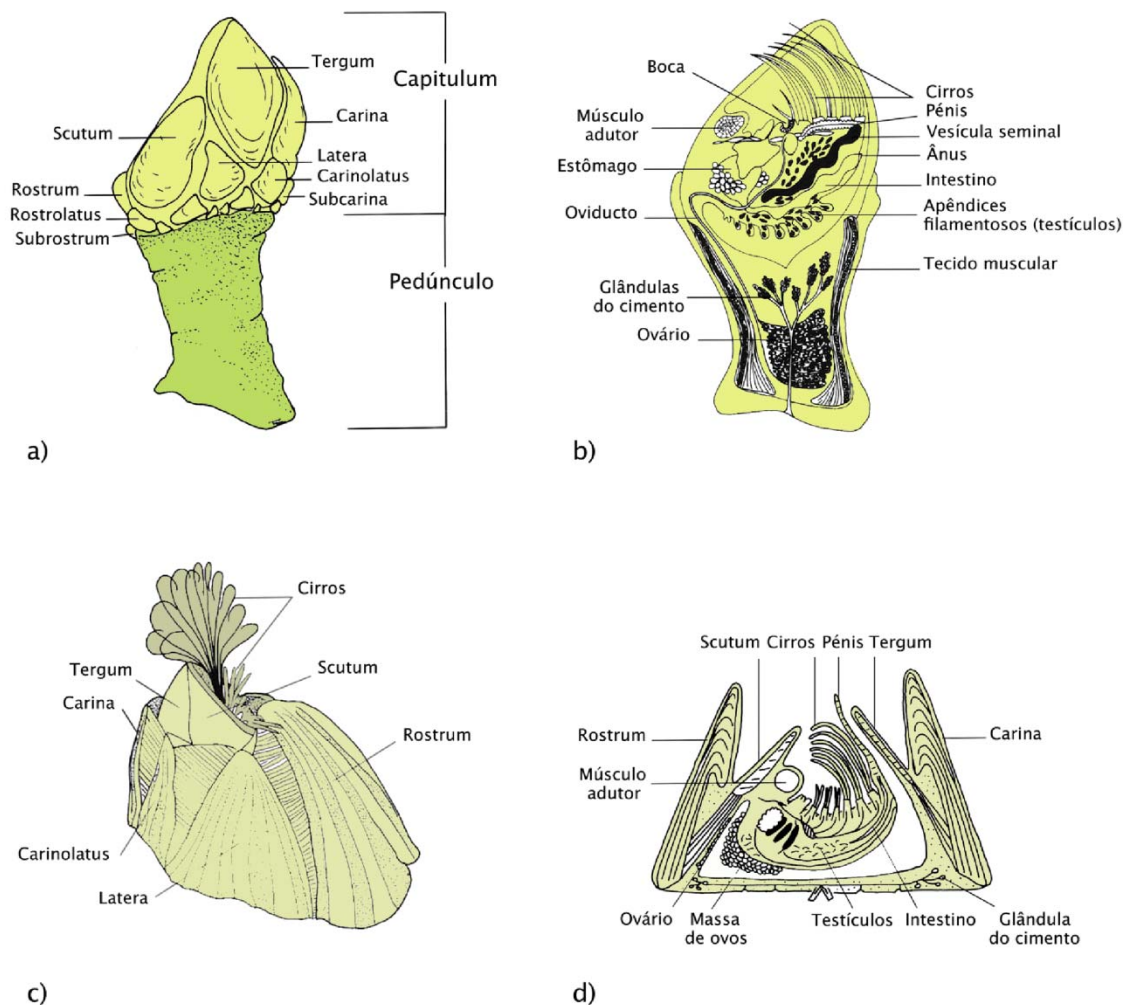 Tergum
Capitulum
Carina
Scutum
Latera
Carinolatus
Rostrum
Subcarina
Rostrolatus
Subrostrum
Pedúnculo
a)
Boca
Cirros
Pénis
Músculo
adutor
Vesícula seminal
Ânus
Estômago
Intestino
Oviducto
Apêndices
filamentosos (testículos)
Tecido muscular
Glândulas
do cimento
Ovário
b)
Cirros
Tergum
Scutum
Carina
Rostrum
Carinolatus
Latera
c)
Scutum Cirros Pénis Tergum
Rostrum
Carina
Músculo
adutor
Ovário
Massa
de ovos
Testículos
Intestino
Glândula
do cimento
d)